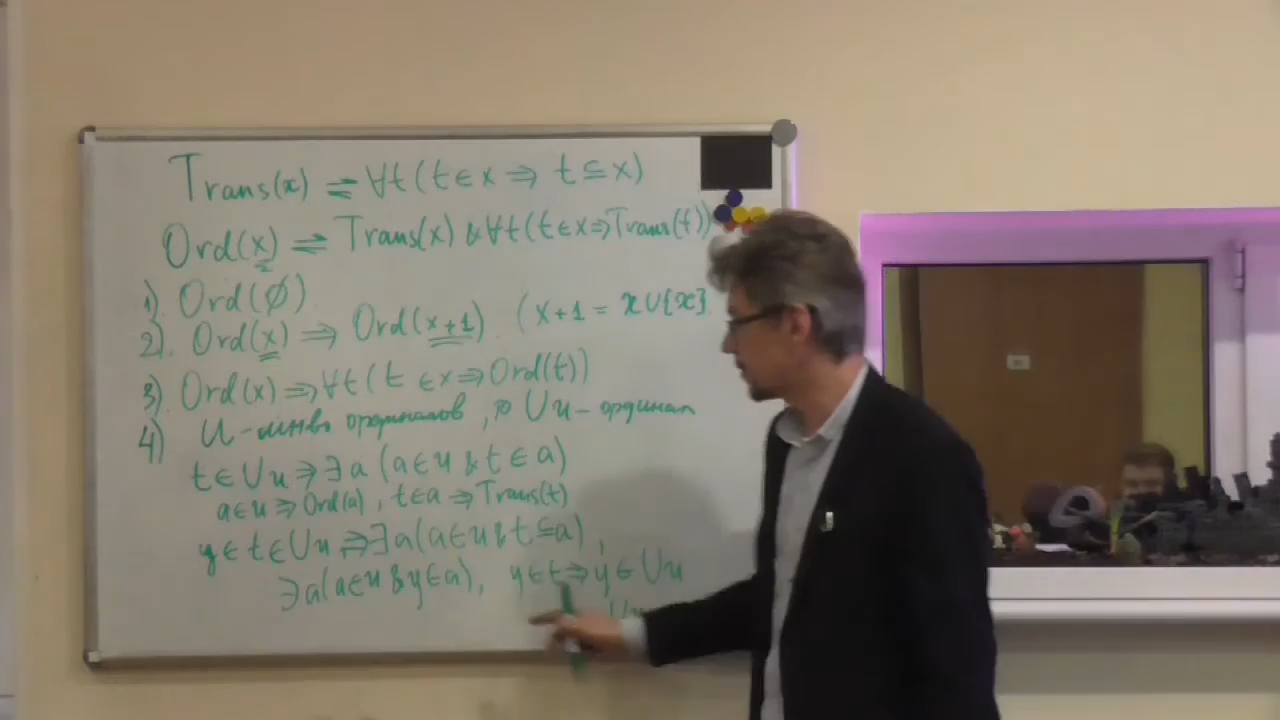 Trans(x) ⇌ ∀t(t∈x ⇒ t⊆x)
Ord(x) ⇌ Trans(x) & ∀t(t∈x⇒Trans(t))
1). Ord(∅)
2). Ord(x) ⇒ Ord(x+1) (x+1 = x∪{x}
3). Ord(x) ⇒ ∀t(t∈x⇒Ord(t))
4) u-мн-во ординалов, то ∪u-ординал
t∈∪u ⇒ ∃a (a∈u & t∈a)
a∈u ⇒ Ord(a), t∈a ⇒ Trans(t)
y∈t∈∪u ⇒ ∃a(a∈u & t⊆a),
∃a(a∈u & y∈a), y∈t ⇒ y∈∪u